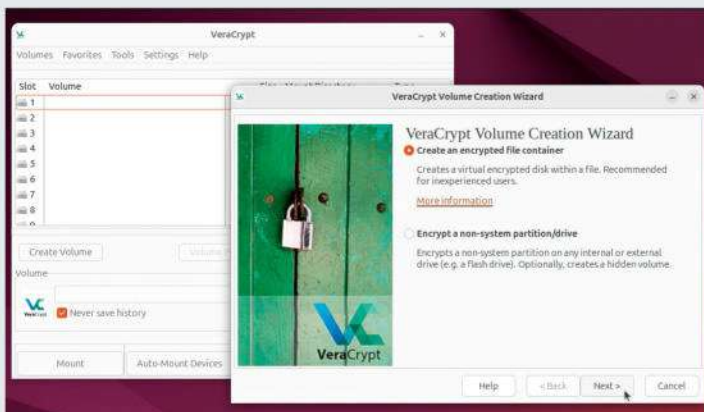 VeraCrypt
Volumes Favorites Tools Settings Help
Slot Volume
1
2
3
4
5
6
7
8
Create Volume
Volume
VeraCrypt
Never save history
Mount
Auto-Mount Devices
VeraCrypt Volume Creation Wizard
VeraCrypt Volume Creation Wizard
Create an encrypted file container
Creates a virtual encrypted disk within a file. Recommended
for inexperienced users.
More information
Encrypt a non-system partition/drive
Encrypts a non-system partition on any internal or external
drive (e.g. a flash drive). Optionally, creates a hidden volume.
VeraCrypt
Help
< Back
Next >
Cancel